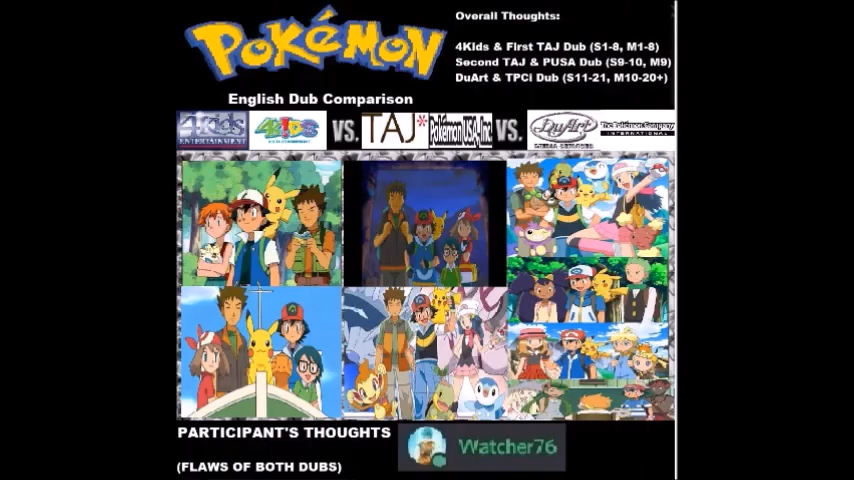 POKéMON
English Dub Comparison
Overall Thoughts:
4Kids & First TAJ Dub (S1-8, M1-8)
Second TAJ & PUSA Dub (S9-10, M9)
DuArt & TPCi Dub (S11-21, M10-20+)
4Kids ENTERTAINMENT 4KiDS VS. TAJ* Pokémon USA, Inc. VS. DuArt The Pokémon Company INTERNATIONAL
PARTICIPANT'S THOUGHTS
(FLAWS OF BOTH DUBS)
Watcher76